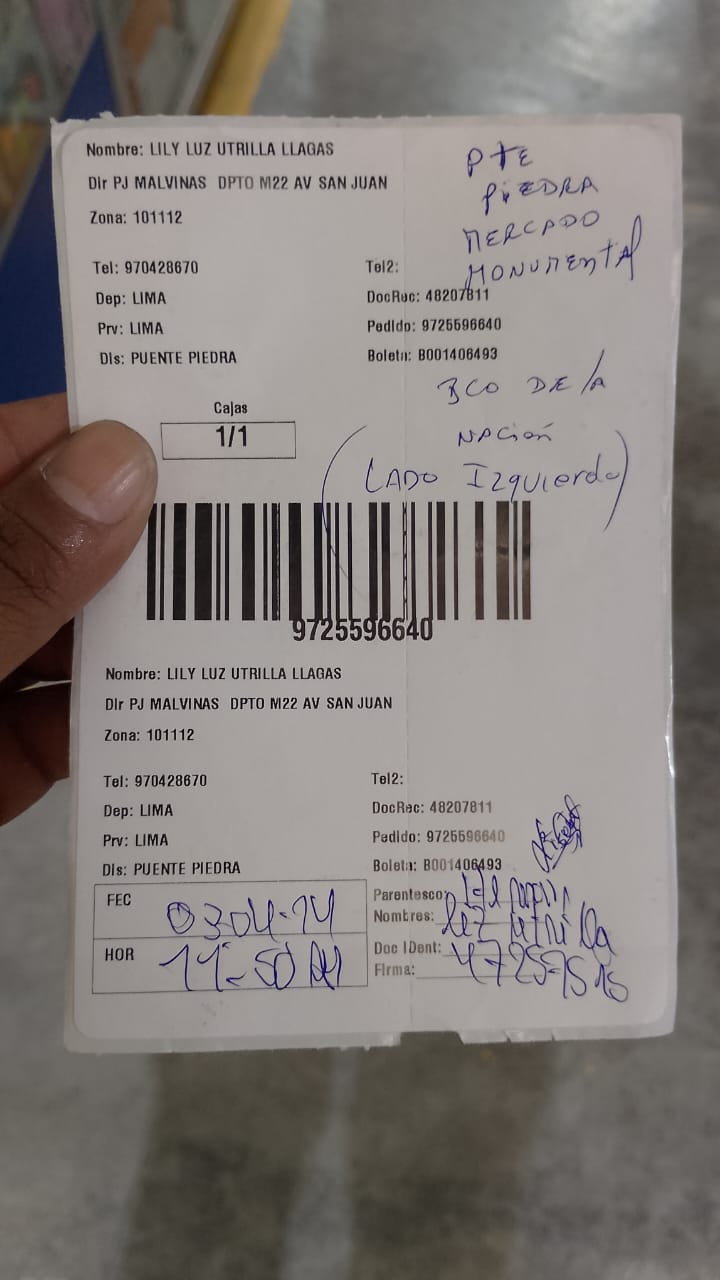 Nombre: LILY LUZ UTRILLA LLAGAS
Dir PJ MALVINAS DPTO M22 AV SAN JUAN
Zona: 101112
PTE
PIEDRA
MERCADO
MONUMENTAL
Tel: 970428670
Tel2:
Dep: LIMA
DocRec: 48207811
Prv: LIMA
Pedido: 9725596640
Dis: PUENTE PIEDRA
Boleta: B001406493
BCO DE LA
NACIÓN
(LADO IZQUIERDO)
Cajas
1/1
9725596640
Nombre: LILY LUZ UTRILLA LLAGAS
Dir PJ MALVINAS DPTO M22 AV SAN JUAN
Zona: 101112
Tel: 970428670
Tel2:
Dep: LIMA
DocRec: 48207811
Prv: LIMA
Pedido: 9725596640
Dis: PUENTE PIEDRA
Boleta: B001406493
FEC
Parentesco:
Nombres: luz utrilla
HOR 11-50 AM
Doc IDent:
Firma: